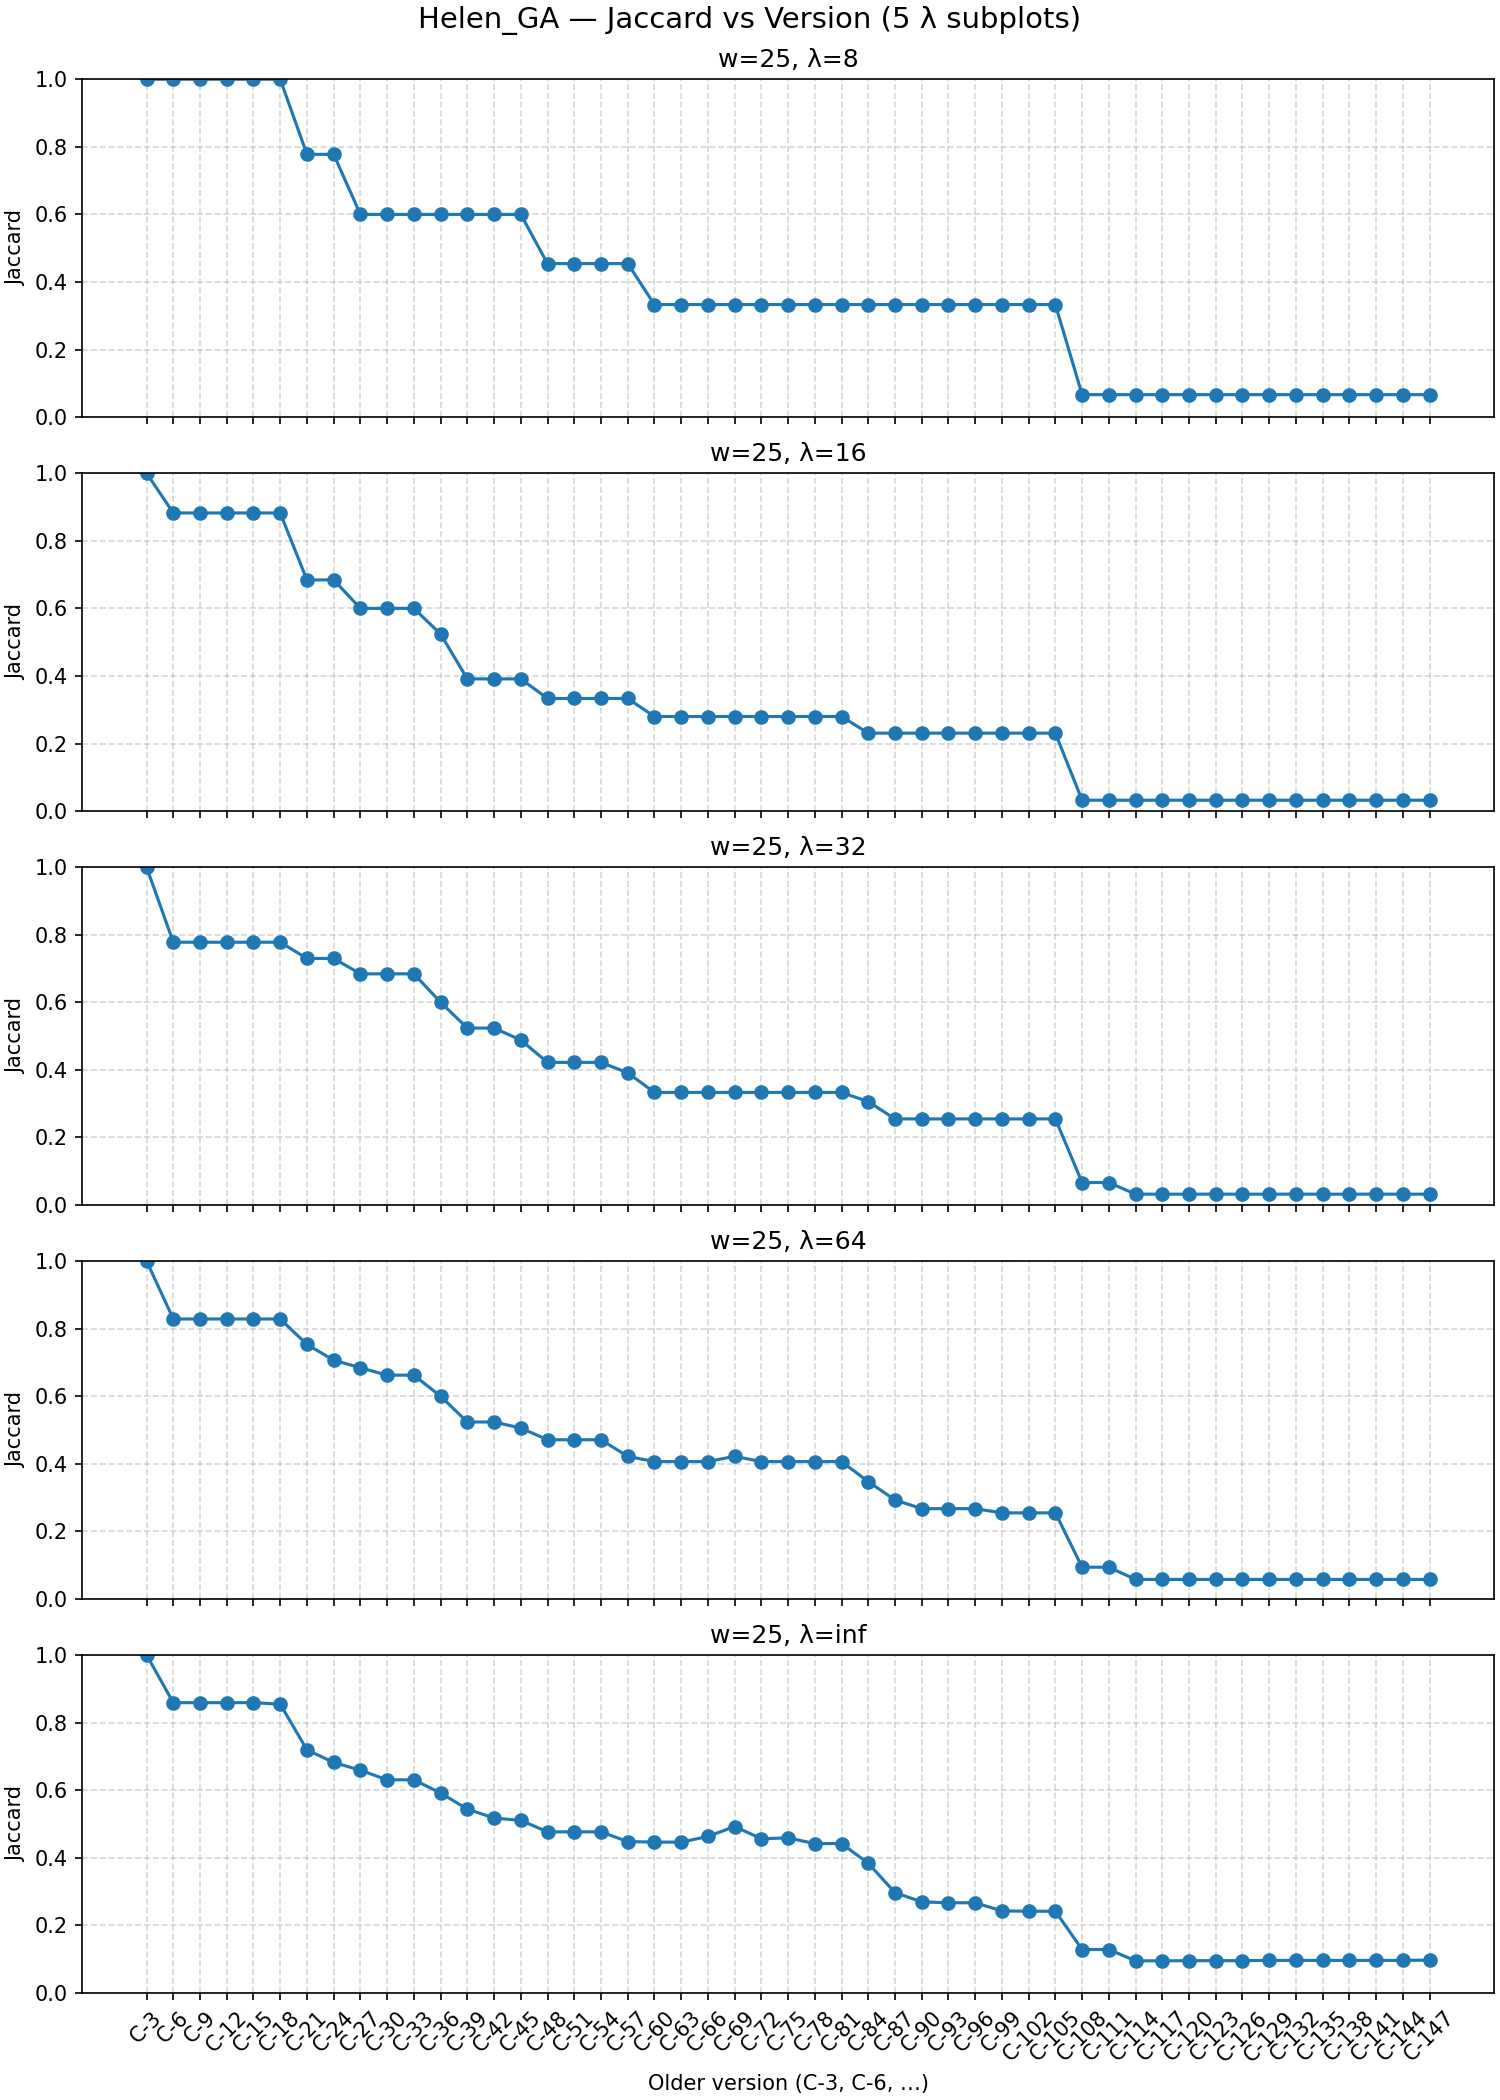 Helen_GA — Jaccard vs Version (5 λ subplots)
w=25, λ=8
Jaccard
1.0
0.8
0.6
0.4
0.2
0.0
w=25, λ=16
Jaccard
1.0
0.8
0.6
0.4
0.2
0.0
w=25, λ=32
Jaccard
1.0
0.8
0.6
0.4
0.2
0.0
w=25, λ=64
Jaccard
1.0
0.8
0.6
0.4
0.2
0.0
w=25, λ=inf
Jaccard
1.0
0.8
0.6
0.4
0.2
0.0
C-3
C-6
C-9
C-12
C-15
C-18
C-21
C-24
C-27
C-30
C-33
C-36
C-39
C-42
C-45
C-48
C-51
C-54
C-57
C-60
C-63
C-66
C-69
C-72
C-75
C-78
C-81
C-84
C-87
C-90
C-93
C-96
C-99
C-102
C-105
C-108
C-111
C-114
C-117
C-120
C-123
C-126
C-129
C-132
C-135
C-138
C-141
C-144
C-147
Older version (C-3, C-6, ...)